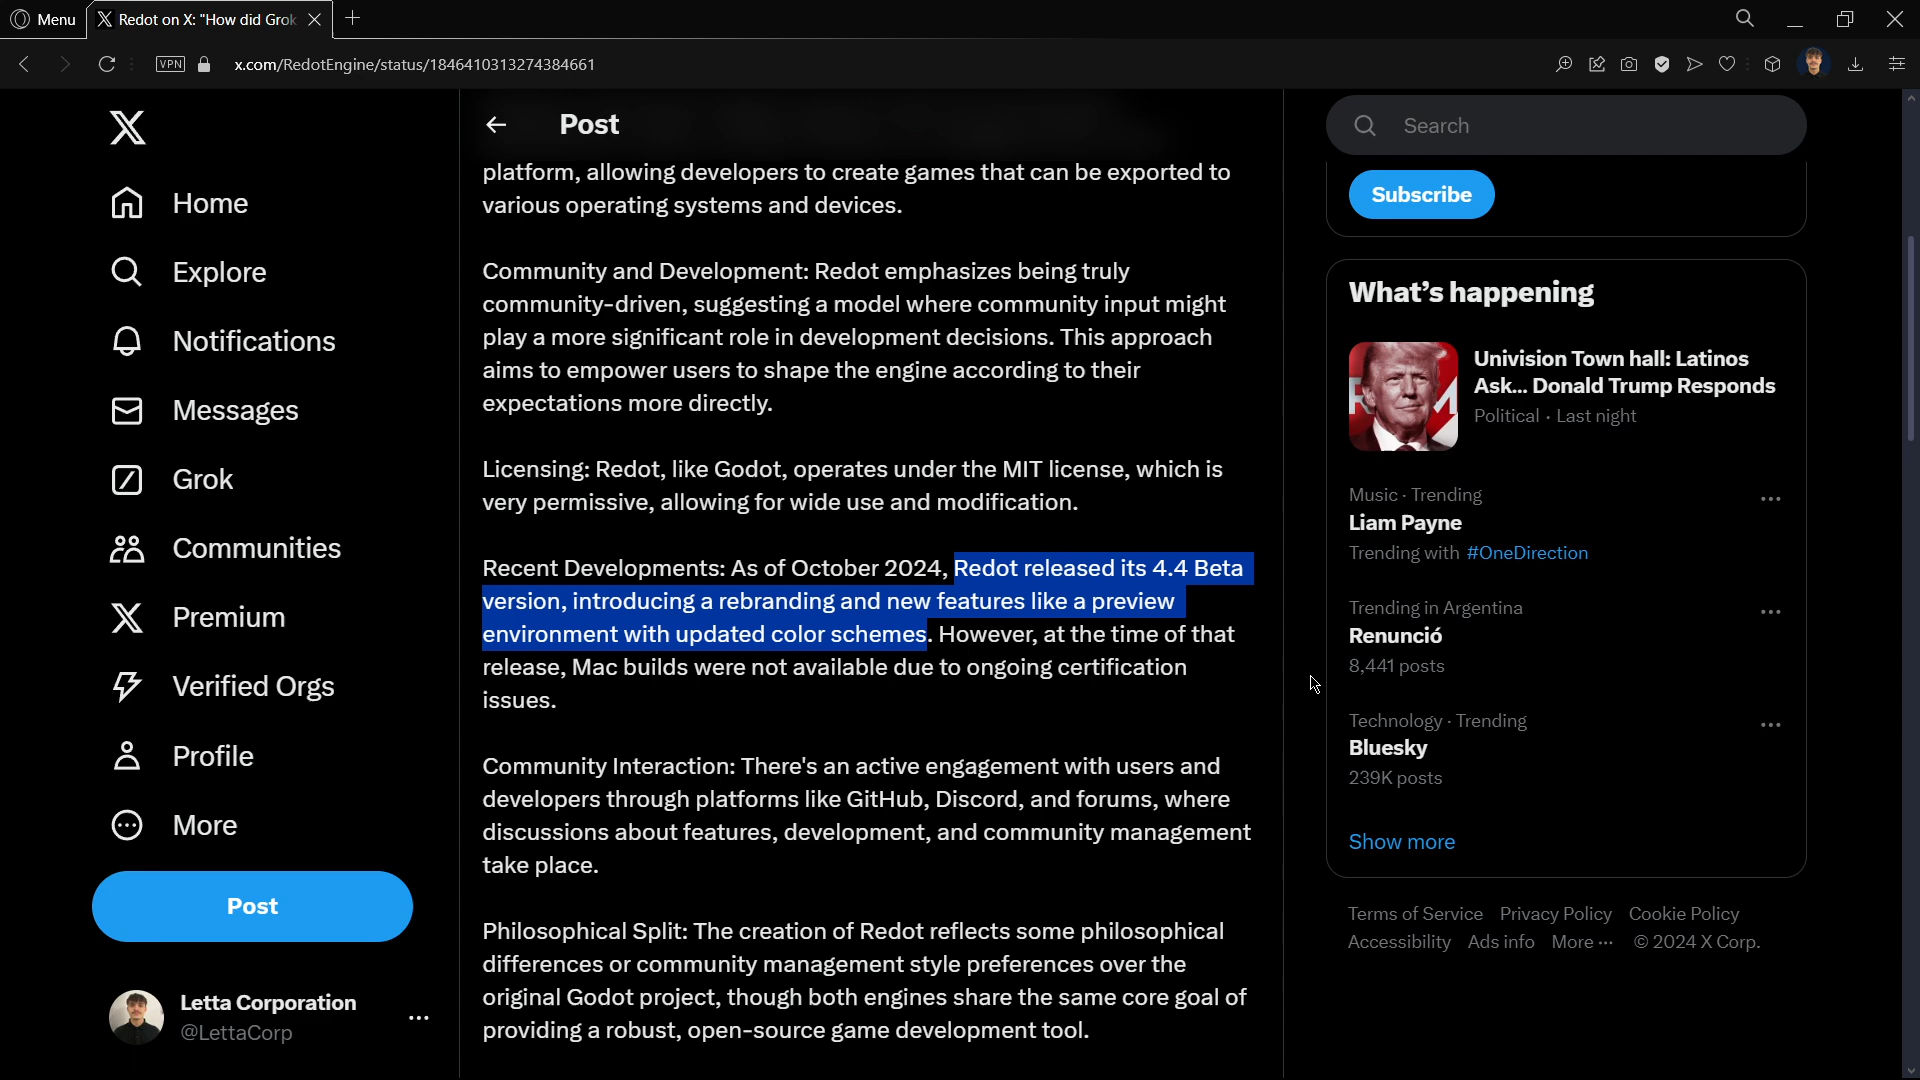 Menu
Redot on X: "How did Grok
VPN
x.com/RedotEngine/status/1846410313274384661
Home
Explore
Notifications
Messages
Grok
Communities
Premium
Verified Orgs
Profile
More
Post
Letta Corporation
@LettaCorp
Post
platform, allowing developers to create games that can be exported to
various operating systems and devices.
Community and Development: Redot emphasizes being truly
community-driven, suggesting a model where community input might
play a more significant role in development decisions. This approach
aims to empower users to shape the engine according to their
expectations more directly.
Licensing: Redot, like Godot, operates under the MIT license, which is
very permissive, allowing for wide use and modification.
Recent Developments: As of October 2024, Redot released its 4.4 Beta
version, introducing a rebranding and new features like a preview
environment with updated color schemes. However, at the time of that
release, Mac builds were not available due to ongoing certification
issues.
Community Interaction: There's an active engagement with users and
developers through platforms like GitHub, Discord, and forums, where
discussions about features, development, and community management
take place.
Philosophical Split: The creation of Redot reflects some philosophical
differences or community management style preferences over the
original Godot project, though both engines share the same core goal of
providing a robust, open-source game development tool.
Search
Subscribe
What's happening
Univision Town hall: Latinos
Ask... Donald Trump Responds
Political · Last night
Music · Trending
Liam Payne
Trending with #OneDirection
Trending in Argentina
Renunció
8,441 posts
Technology · Trending
Bluesky
239K posts
Show more
Terms of Service Privacy Policy Cookie Policy
Accessibility Ads info More ··· © 2024 X Corp.